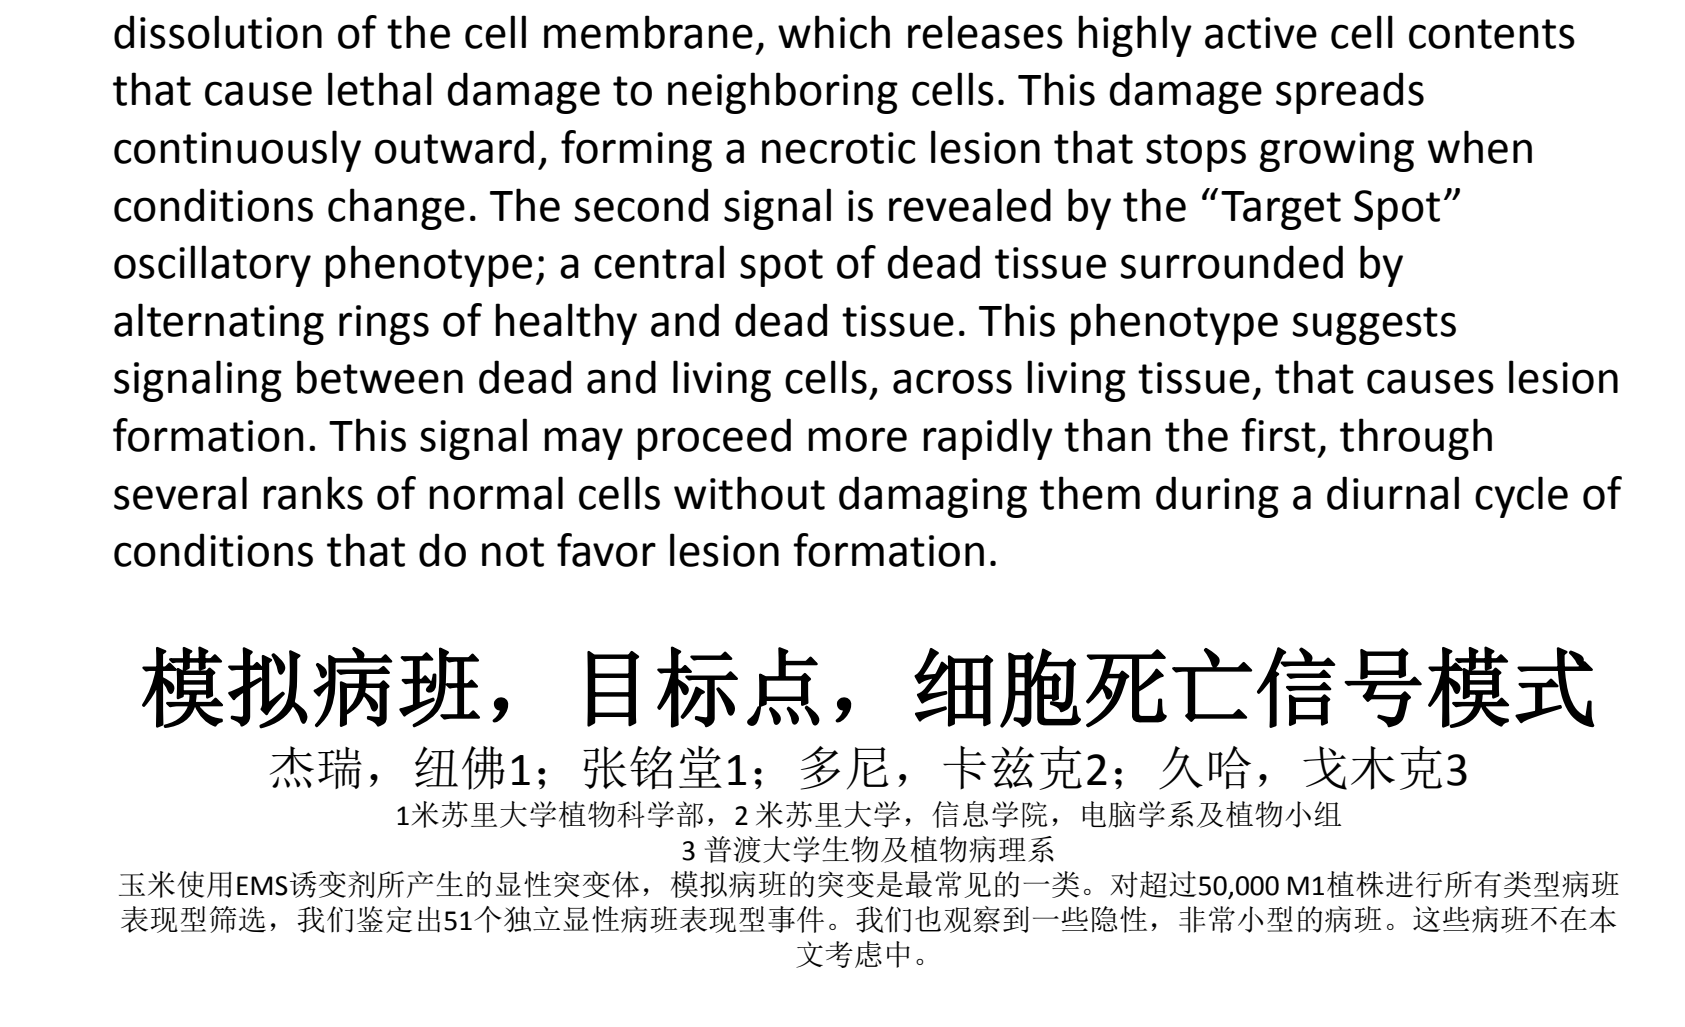 dissolution of the cell membrane, which releases highly active cell contents
that cause lethal damage to neighboring cells. This damage spreads
continuously outward, forming a necrotic lesion that stops growing when
conditions change. The second signal is revealed by the “Target Spot”
oscillatory phenotype; a central spot of dead tissue surrounded by
alternating rings of healthy and dead tissue. This phenotype suggests
signaling between dead and living cells, across living tissue, that causes lesion
formation. This signal may proceed more rapidly than the first, through
several ranks of normal cells without damaging them during a diurnal cycle of
conditions that do not favor lesion formation.
模拟病班，目标点，细胞死亡信号模式
杰瑞，纽佛1；张铭堂1；多尼，卡兹克2；久哈，戈木克3
1米苏里大学植物科学部，2 米苏里大学，信息学院，电脑学系及植物小组
3 普渡大学生物及植物病理系
玉米使用EMS诱变剂所产生的显性突变体，模拟病班的突变是最常见的一类。对超过50,000 M1植株进行所有类型病班
表现型筛选，我们鉴定出51个独立显性病班表现型事件。我们也观察到一些隐性，非常小型的病班。这些病班不在本
文考虑中。